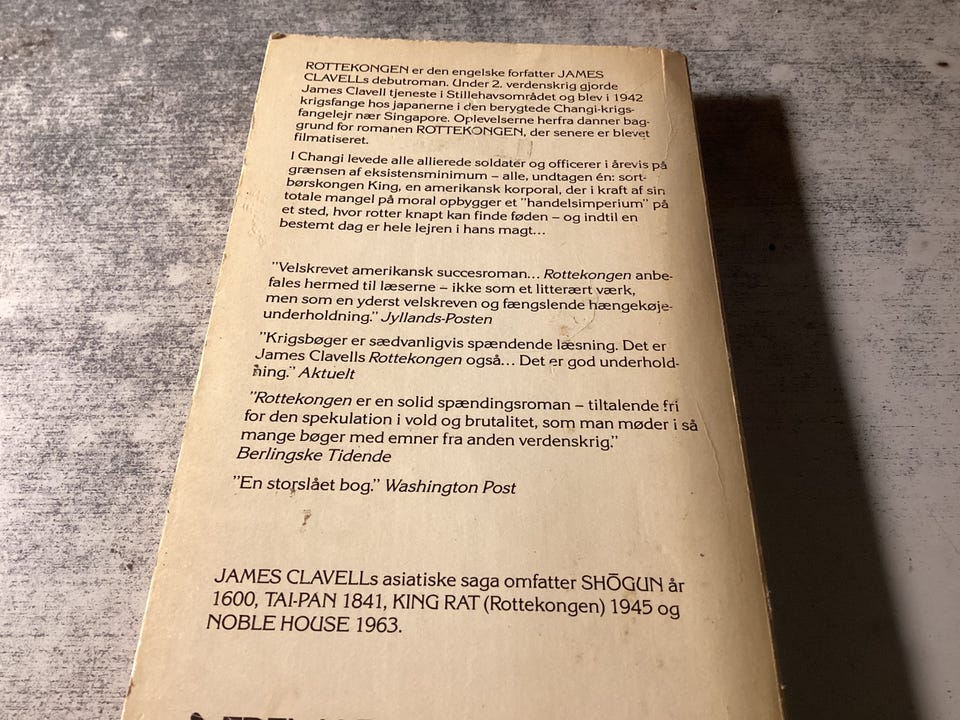 ROTTEKONGEN er den engelske forfatter JAMES
CLAVELLs debutroman. Under 2. verdenskrig gjorde
James Clavell tjeneste i Stillehavsområdet og blev i 1942
krigsfange hos japanerne i den berygtede Changi-krigs-
fangelejr nær Singapore. Oplevelserne herfra danner bag-
grund for romanen ROTTEKONGEN, der senere er blevet
filmatiseret.
I Changi levede alle allierede soldater og officerer i årevis på
grænsen af eksistensminimum – alle, undtagen én: sort-
børskongen King, en amerikansk korporal, der i kraft af sin
totale mangel på moral opbygger et "handelsimperium" på
et sted, hvor rotter knapt kan finde føden – og indtil en
bestemt dag er hele lejren i hans magt...
"Velskrevet amerikansk succesroman... Rottekongen anbe-
fales hermed til læserne – ikke som et litterært værk,
men som en yderst velskreven og fængslende hængekøje-
underholdning." Jyllands-Posten
"Krigsbøger er sædvanligvis spændende læsning. Det er
James Clavells Rottekongen også... Det er god underhold-
ning." Aktuelt
"Rottekongen er en solid spændingsroman – tiltalende fri
for den spekulation i vold og brutalitet, som man møder i så
mange bøger med emner fra anden verdenskrig."
Berlingske Tidende
"En storslået bog." Washington Post
JAMES CLAVELLs asiatiske saga omfatter SHŌGUN år
1600, TAI-PAN 1841, KING RAT (Rottekongen) 1945 og
NOBLE HOUSE 1963.